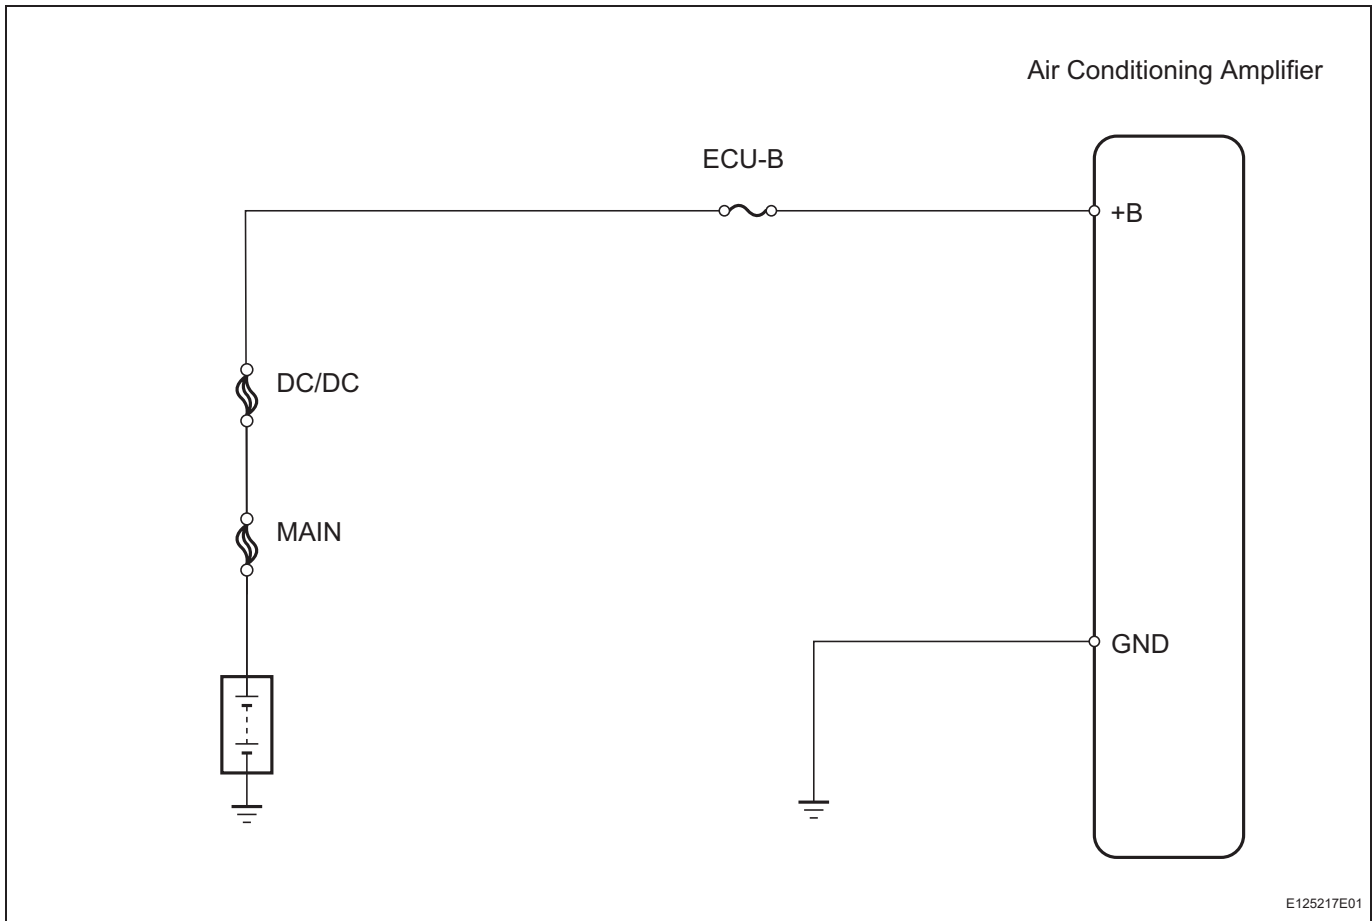 Air Conditioning Amplifier
ECU-B
+B
DC/DC
MAIN
GND
E125217E01